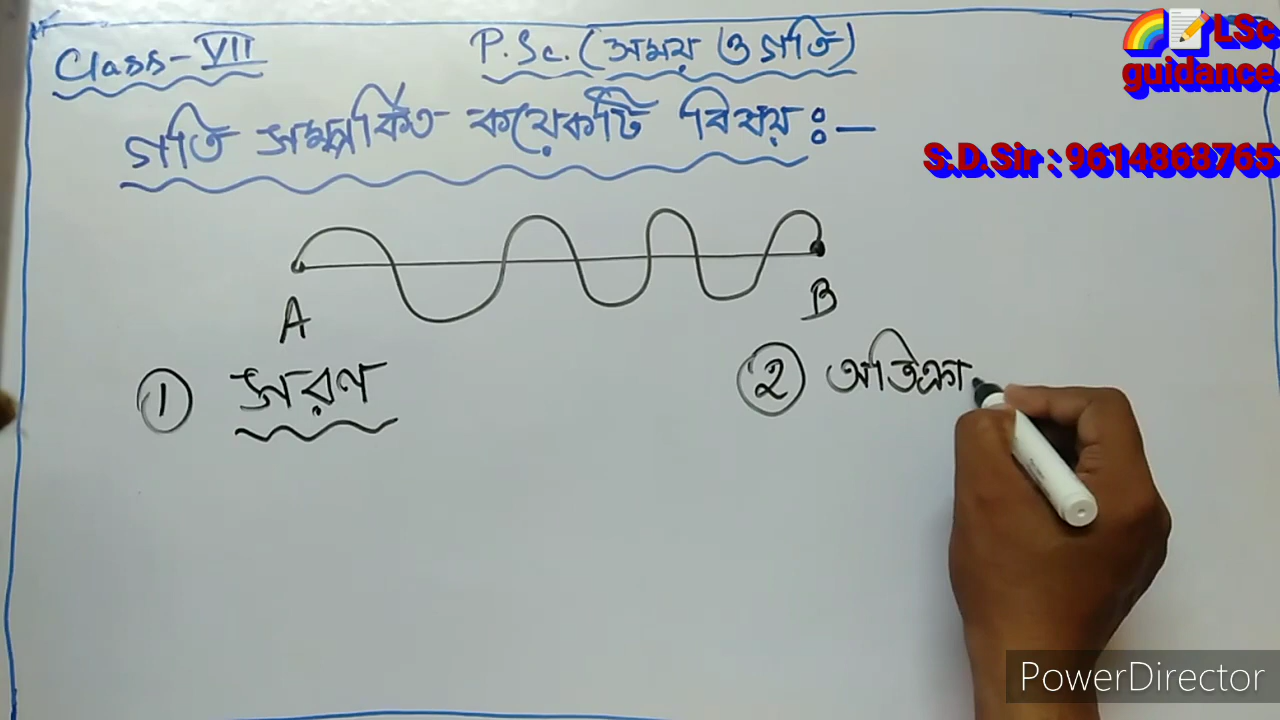 Class-VII
P.Sc. (সময় ও গতি)
LSc
guidance
গতি সম্পর্কিত কয়েকটি বিষয় :-
S.D.Sir : 9614868765
A
B
① সরণ
② অতিক্রা
PowerDirector